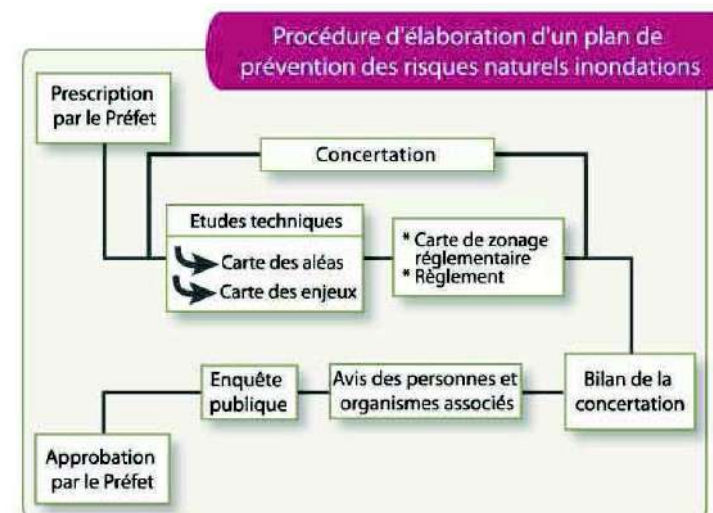 Procédure d'élaboration d'un plan de
prévention des risques naturels inondations
Prescription
par le Préfet
Concertation
Etudes techniques
Carte des aléas
Carte des enjeux
* Carte de zonage
réglementaire
* Règlement
Bilan de la
concertation
Avis des personnes et
organismes associés
Enquête
publique
Approbation
par le Préfet